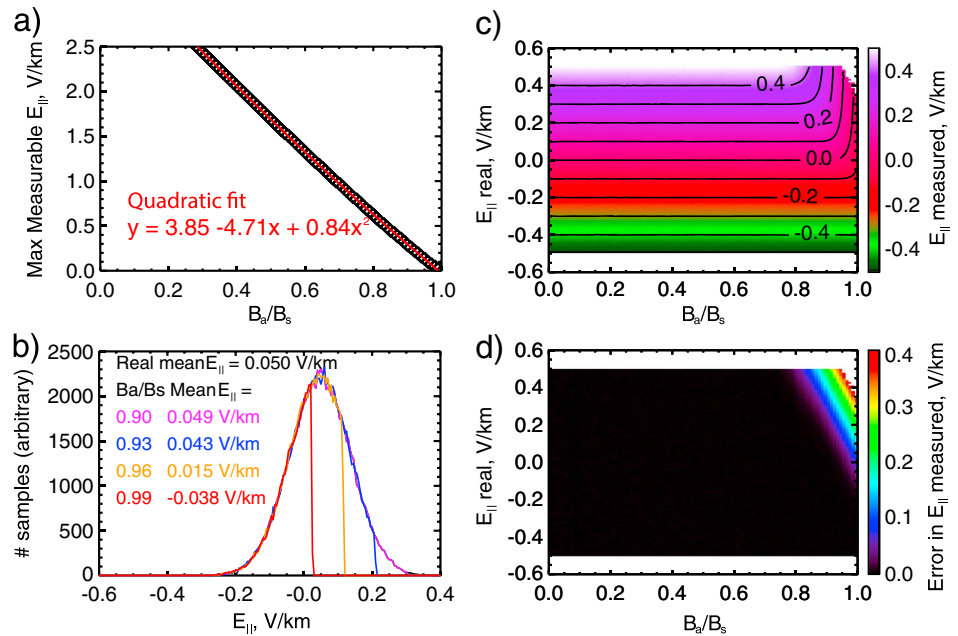 a)
Max Measurable E||, V/km
2.5
2.0
1.5
1.0
0.5
0.0
Quadratic fit
y = 3.85 -4.71x + 0.84x²
0.0 0.2 0.4 0.6 0.8 1.0
Ba/Bs
c)
E|| real, V/km
0.6
0.4
0.2
0.0
-0.2
-0.4
-0.6
0.4
0.2
0.0
-0.2
-0.4
0.0 0.2 0.4 0.6 0.8 1.0
Ba/Bs
0.4
0.2
0.0
-0.2
-0.4
E|| measured, V/km
b)
# samples (arbitrary)
2500
2000
1500
1000
500
0
Real meanE|| = 0.050 V/km
Ba/Bs MeanE|| =
0.90 0.049 V/km
0.93 0.043 V/km
0.96 0.015 V/km
0.99 -0.038 V/km
-0.6 -0.4 -0.2 -0.0 0.2 0.4
E||, V/km
d)
E|| real, V/km
0.6
0.4
0.2
-0.0
-0.2
-0.4
-0.6
0.0 0.2 0.4 0.6 0.8 1.0
Ba/Bs
0.4
0.3
0.2
0.1
0.0
Error in E|| measured, V/km